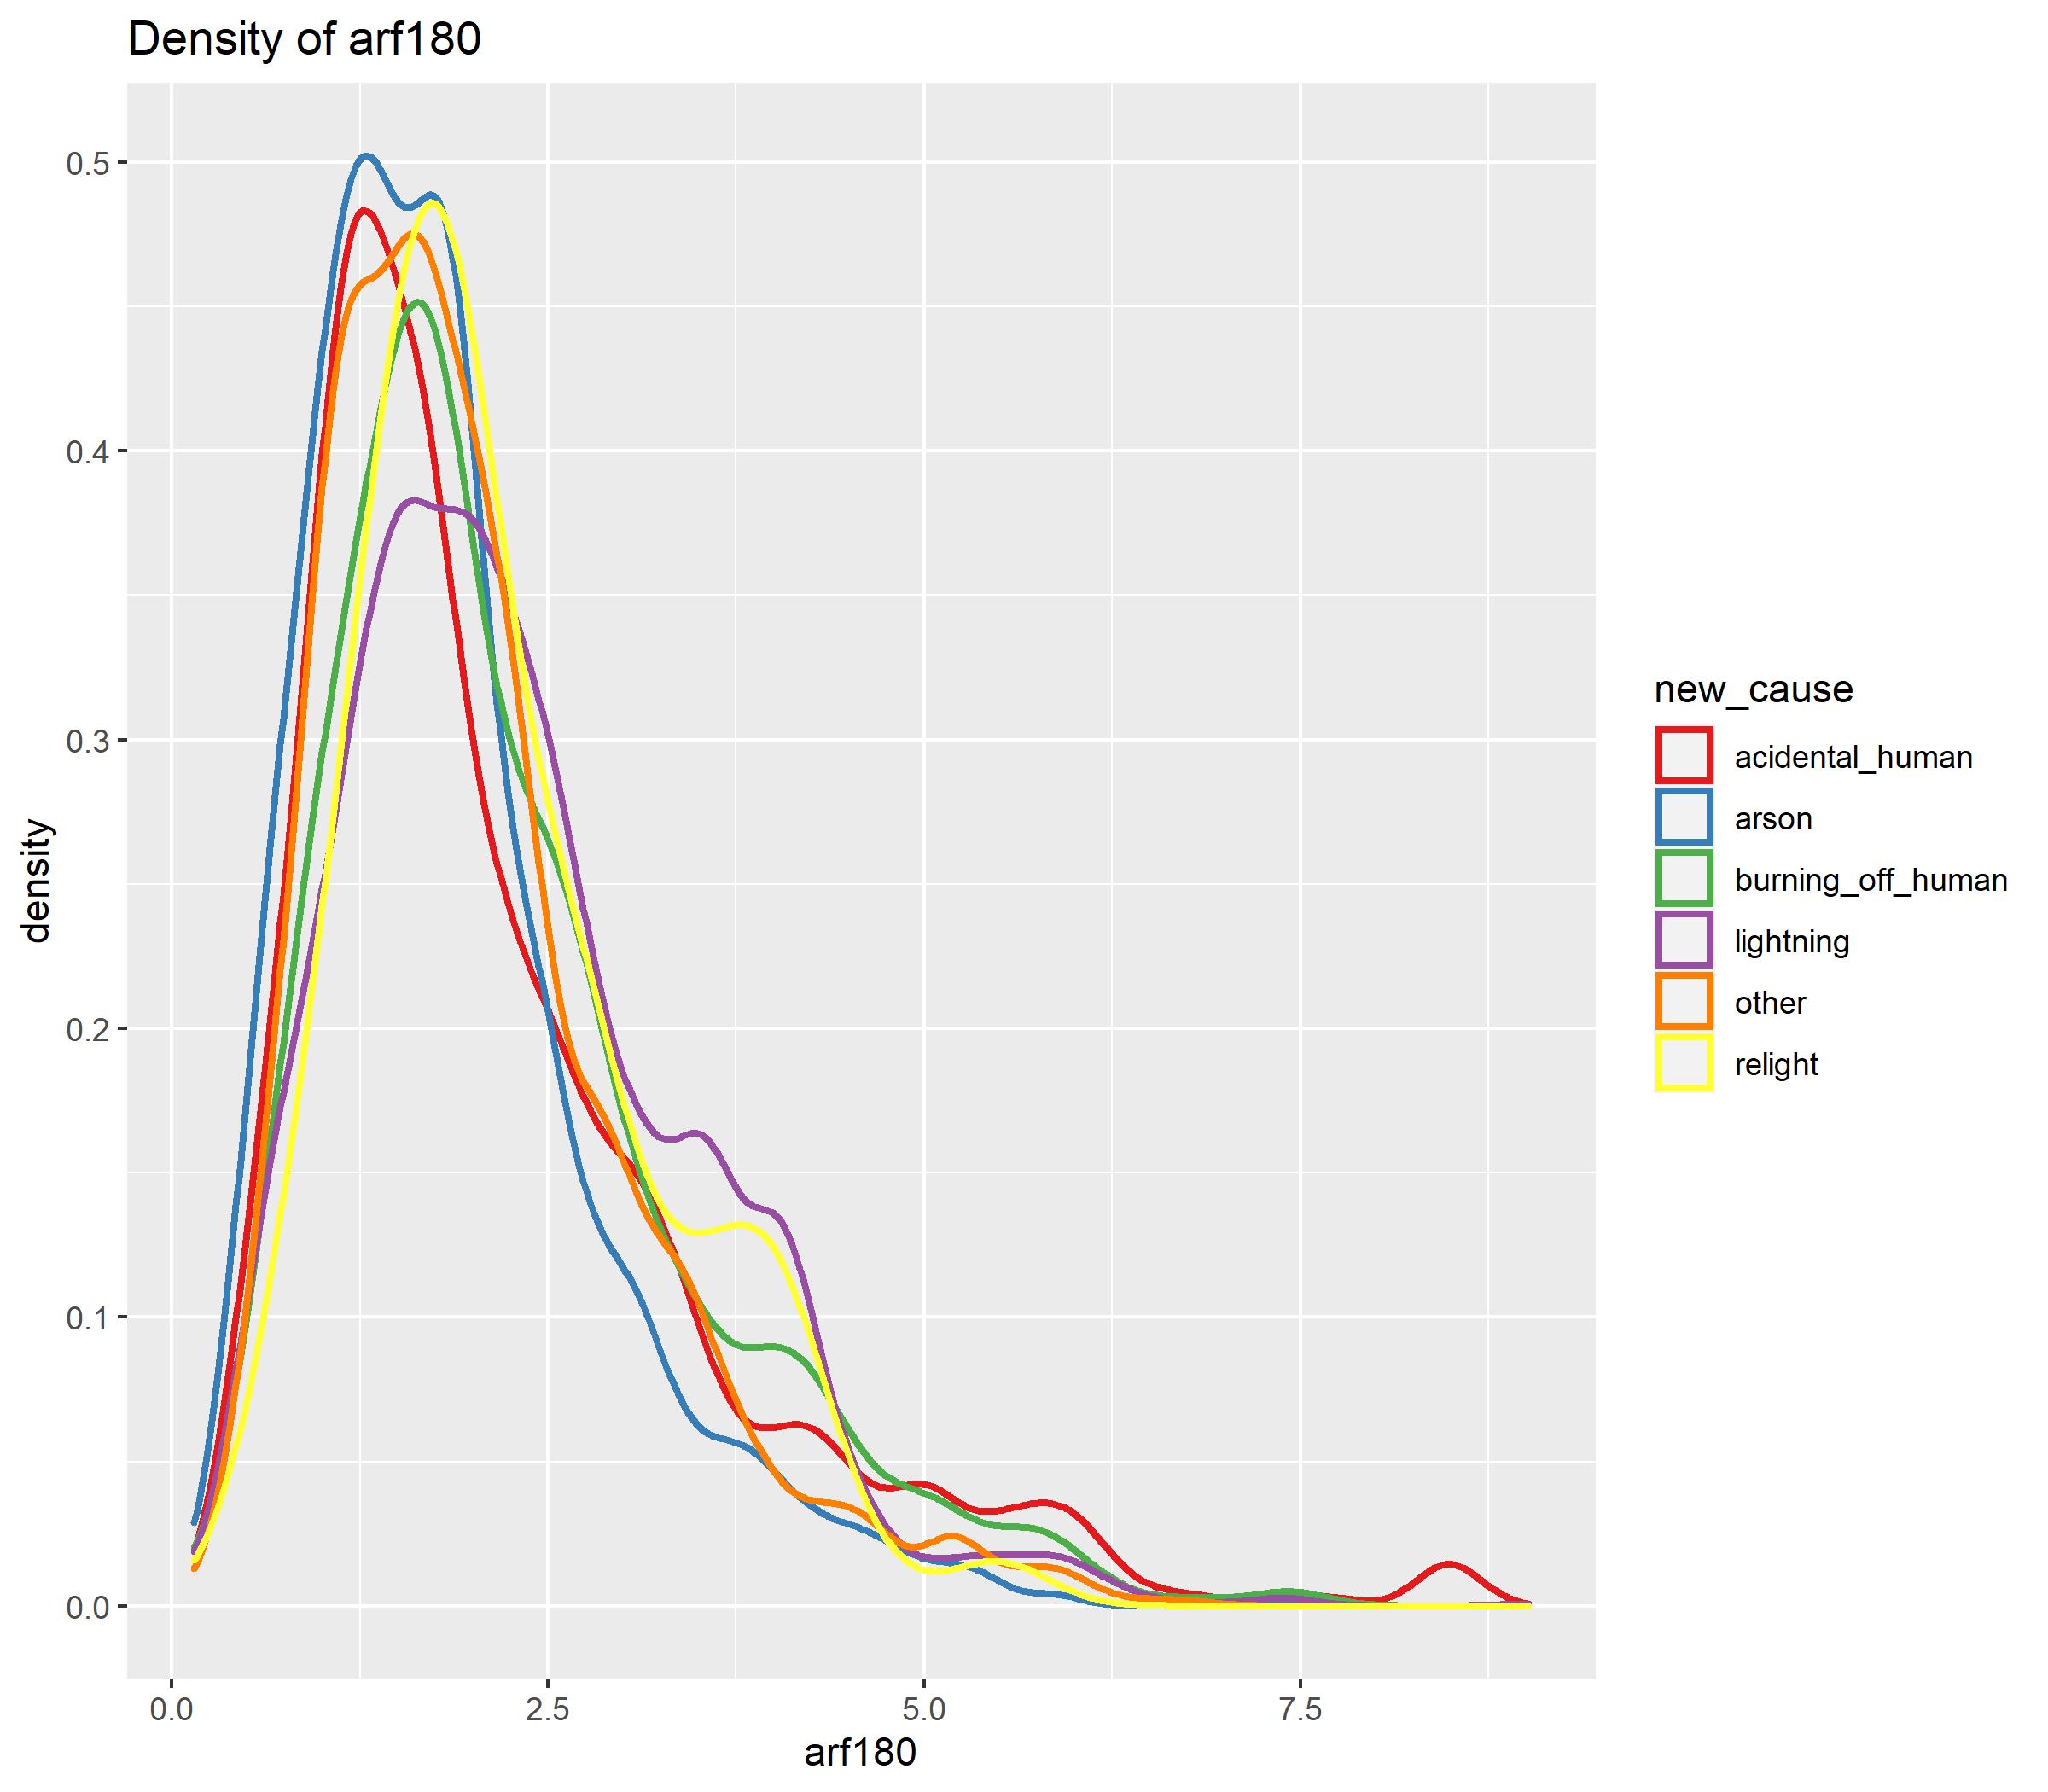 Density of arf180
0.5
0.4
0.3
0.2
0.1
0.0
density
0.0 2.5 5.0 7.5
arf180
new_cause
acidental_human
arson
burning_off_human
lightning
other
relight